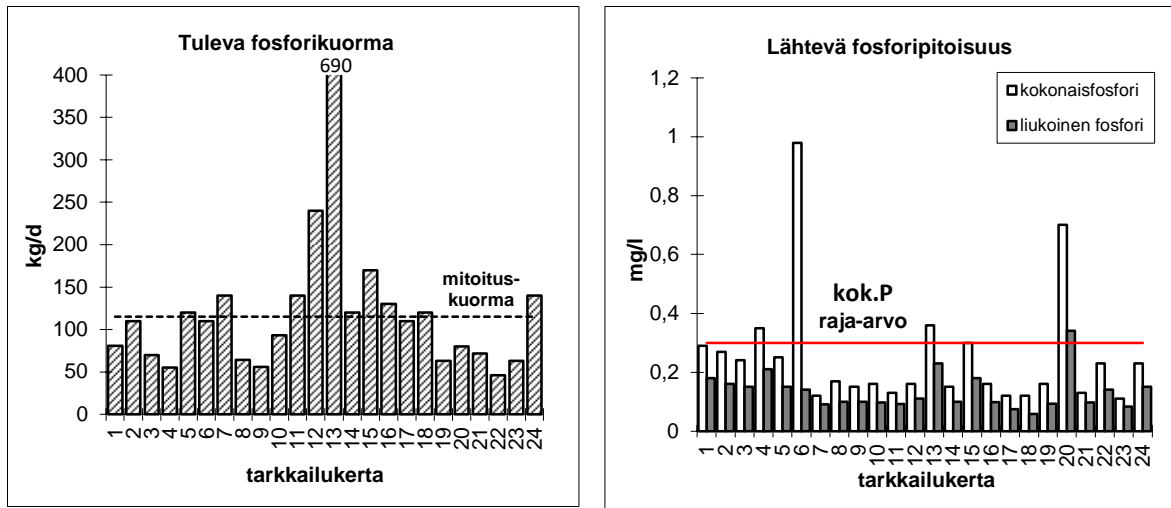 Tuleva fosforikuorma
690
400
350
300
250
200
150
100
50
0
kg/d
mitoitus-
kuorma
1 2 3 4 5 6 7 8 9 10 11 12 13 14 15 16 17 18 19 20 21 22 23 24
tarkkailukerta
Lähtevä fosforipitoisuus
1,2
1
0,8
0,6
0,4
0,2
0
mg/l
kokonaisfosfori
liukoinen fosfori
kok.P
raja-arvo
1 2 3 4 5 6 7 8 9 10 11 12 13 14 15 16 17 18 19 20 21 22 23 24
tarkkailukerta